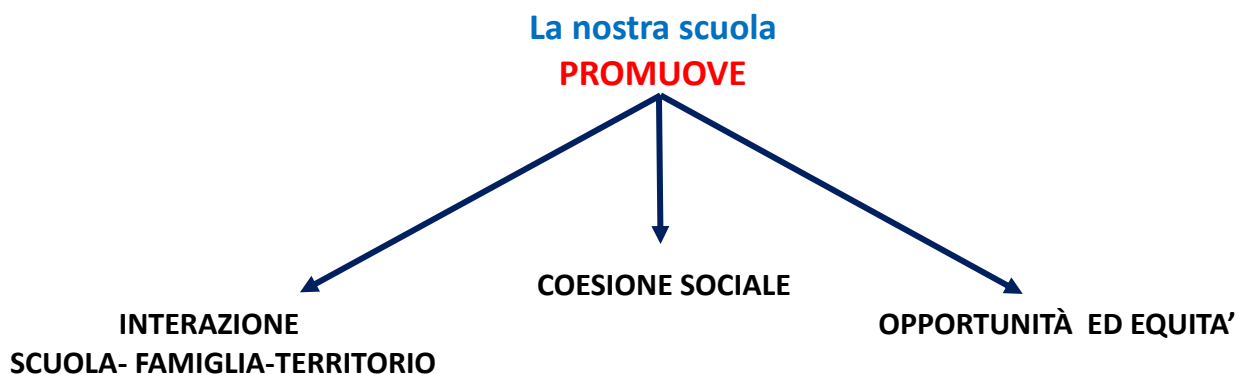 La nostra scuola
PROMUOVE
COESIONE SOCIALE
INTERAZIONE
SCUOLA- FAMIGLIA-TERRITORIO
OPPORTUNITÀ  ED EQUITA’